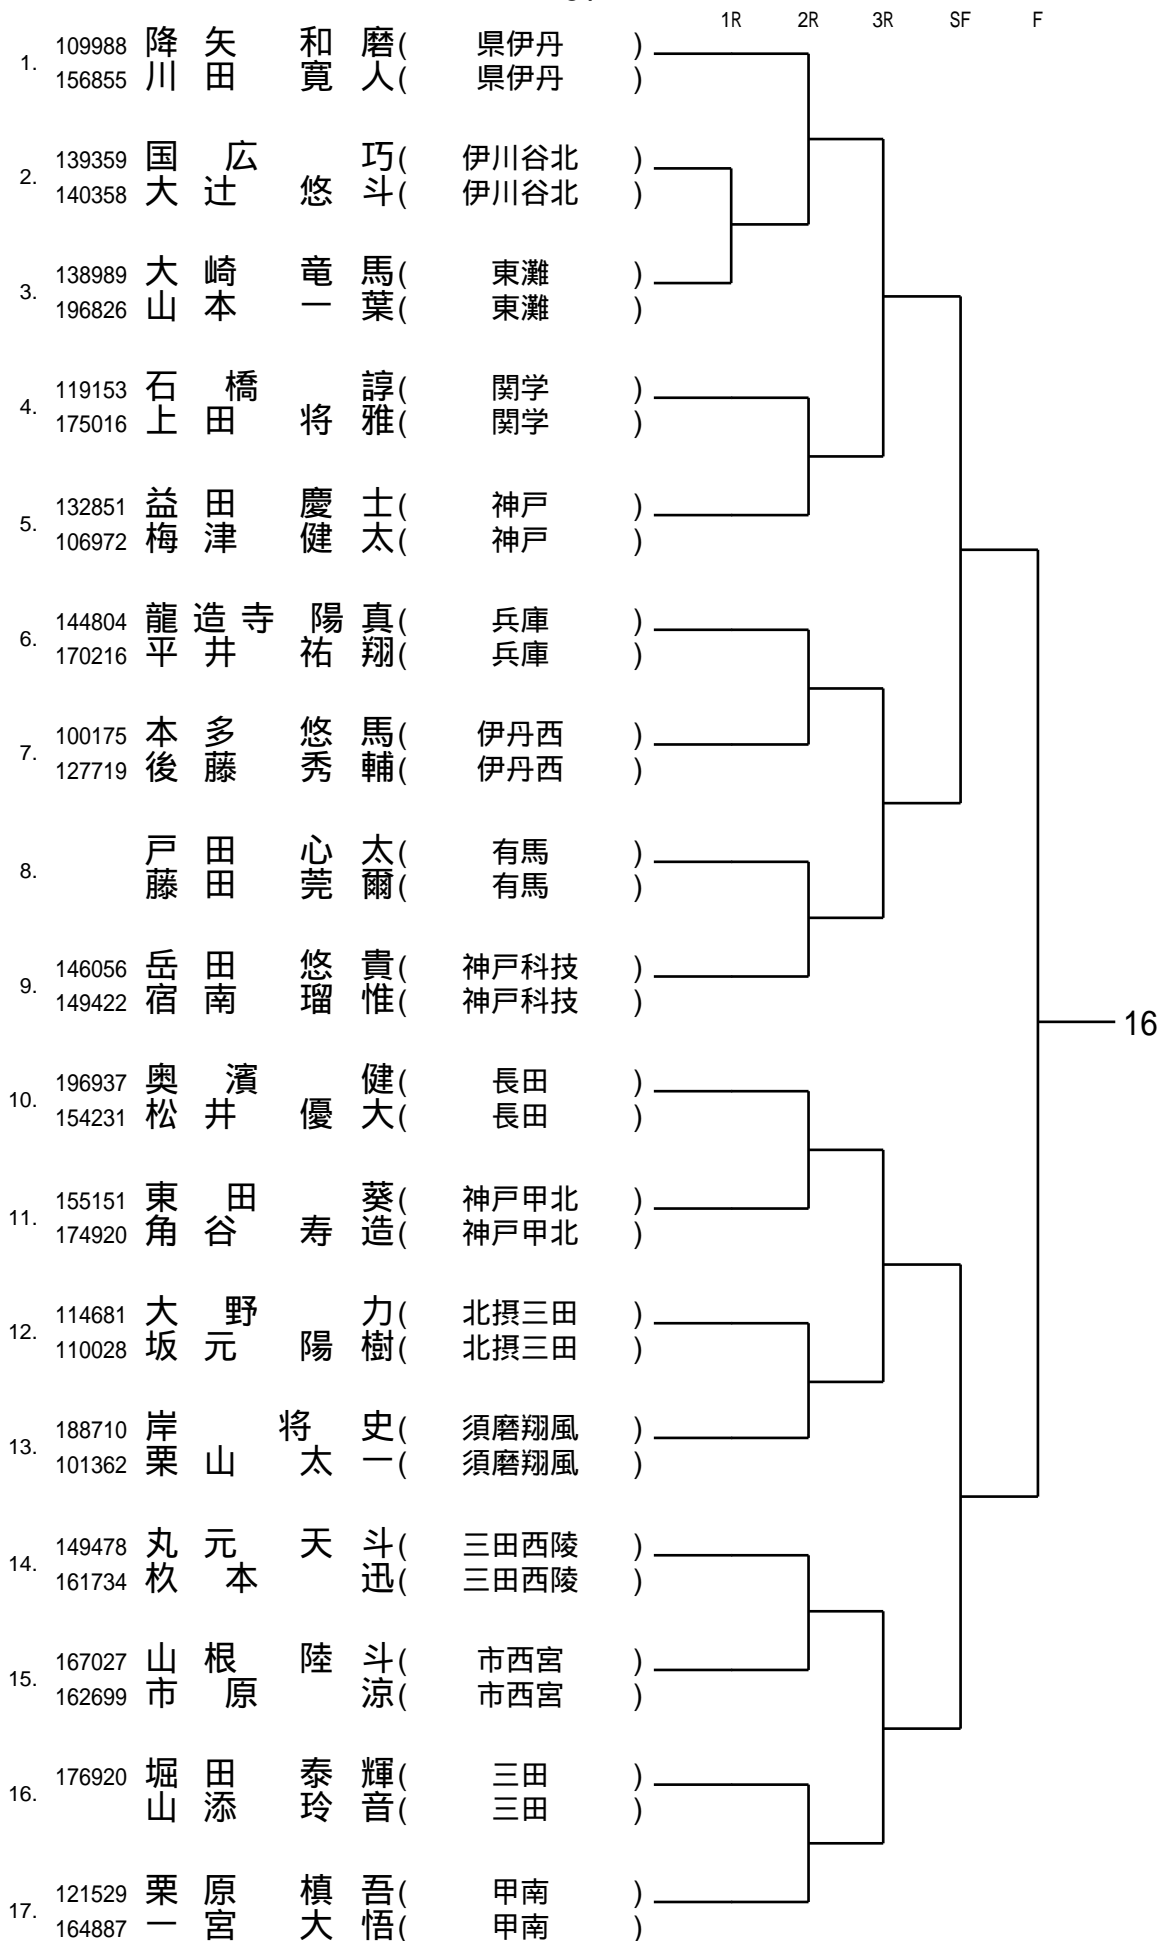 1R 2R 3R SF F
1. 109988 降矢 和磨( 県伊丹 )
156855 川田 寛人( 県伊丹 )
2. 139359 国広 巧( 伊川谷北 )
140358 大辻 悠斗( 伊川谷北 )
3. 138989 大崎 竜馬( 東灘 )
196826 山本 一葉( 東灘 )
4. 119153 石橋 諄( 関学 )
175016 上田 将雅( 関学 )
5. 132851 益田 慶士( 神戸 )
106972 梅津 健太( 神戸 )
6. 144804 龍造寺 陽真( 兵庫 )
170216 平井 祐翔( 兵庫 )
7. 100175 本多 悠馬( 伊丹西 )
127719 後藤 秀輔( 伊丹西 )
8. 戸田 心太( 有馬 )
藤田 莞爾( 有馬 )
9. 146056 岳田 悠貴( 神戸科技 )
149422 宿南 瑠惟( 神戸科技 )
16
10. 196937 奥濱 健( 長田 )
154231 松井 優大( 長田 )
11. 155151 東田 葵( 神戸甲北 )
174920 角谷 寿造( 神戸甲北 )
12. 114681 大野 力( 北摂三田 )
110028 坂元 陽樹( 北摂三田 )
13. 188710 岸 将史( 須磨翔風 )
101362 栗山 太一( 須磨翔風 )
14. 149478 丸元 天斗( 三田西陵 )
161734 杦本 迅( 三田西陵 )
15. 167027 山根 陸斗( 市西宮 )
162699 市原 涼( 市西宮 )
16. 176920 堀田 泰輝( 三田 )
山添 玲音( 三田 )
17. 121529 栗原 槙吾( 甲南 )
164887 一宮 大悟( 甲南 )